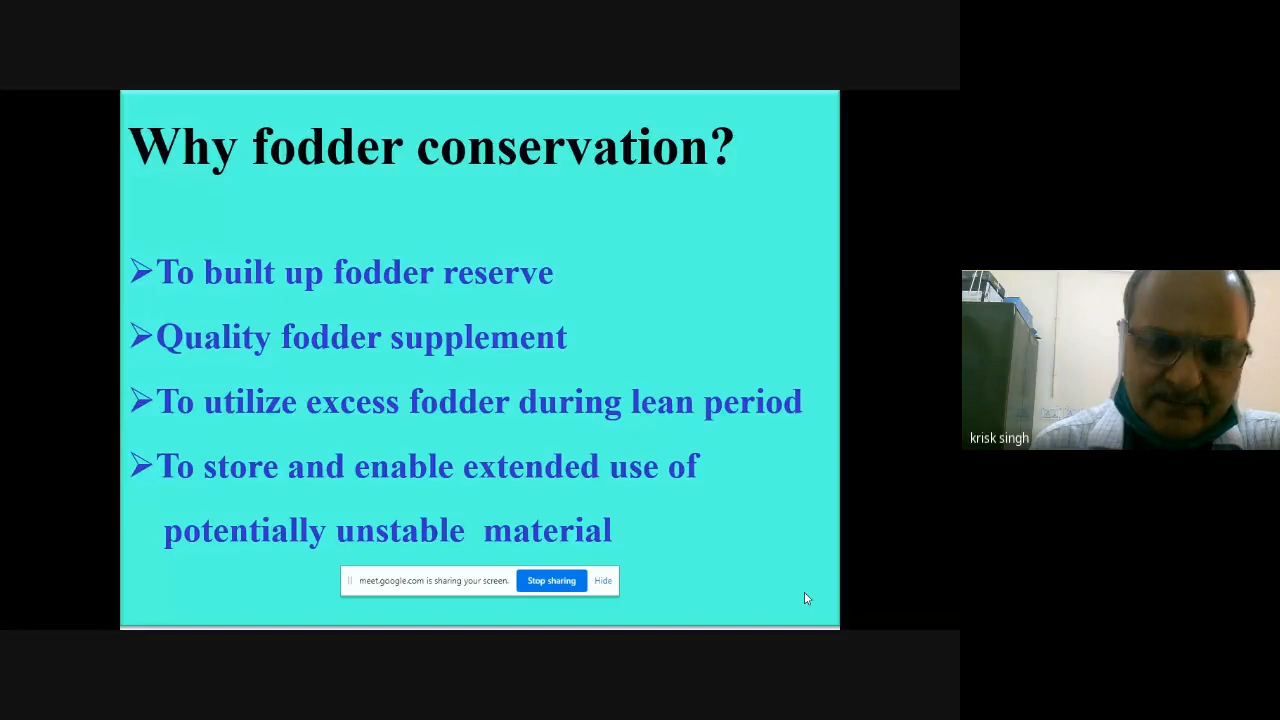 Why fodder conservation?
➢To built up fodder reserve
➢Quality fodder supplement
➢To utilize excess fodder during lean period
➢To store and enable extended use of
potentially unstable material
meet.google.com is sharing your screen. Stop sharing Hide
krisk singh